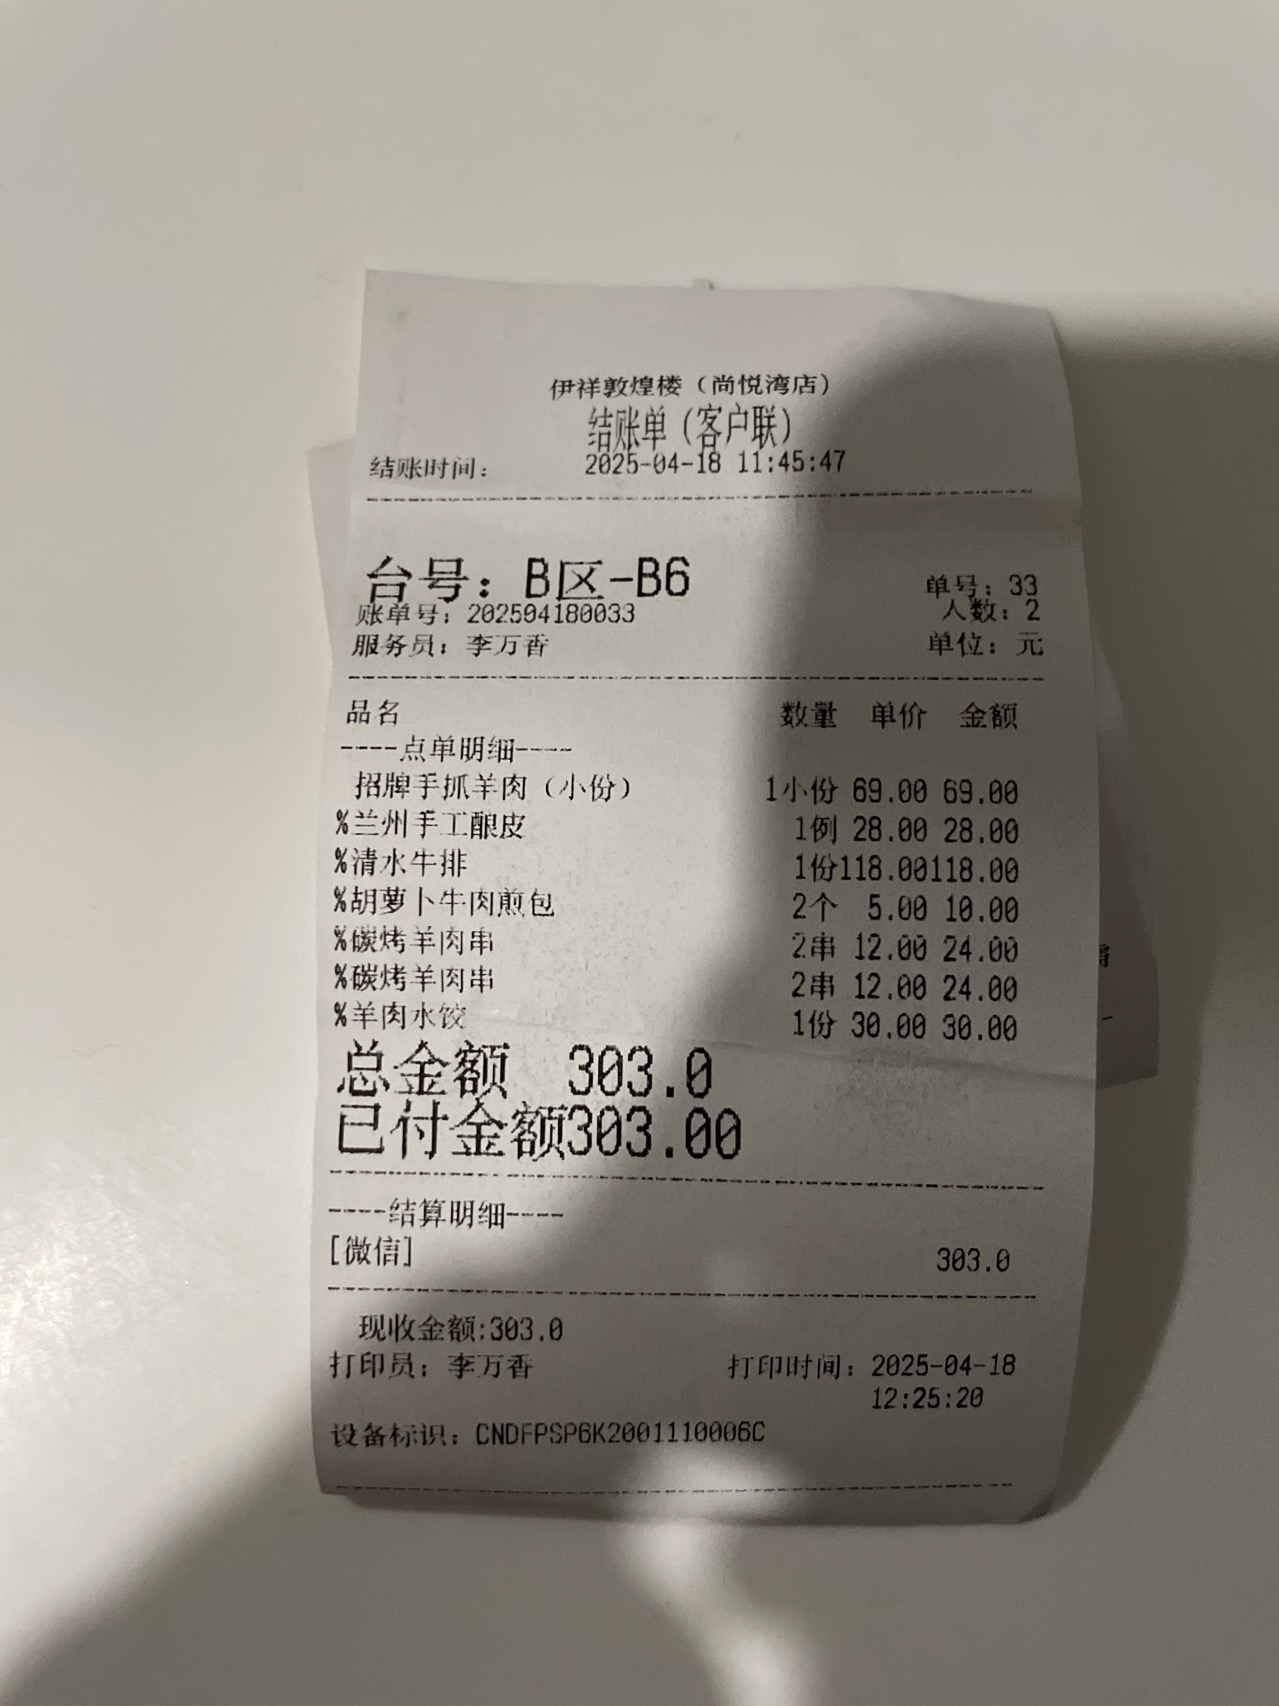 伊祥敦煌楼（尚悦湾店）
结账单（客户联）
结账时间： 2025-04-18 11:45:47
台号：B区-B6
单号：33
账单号：202504180033 人数：2
服务员：李万香 单位：元
品名 数量 单价 金额
----点单明细----
招牌手抓羊肉（小份） 1小份 69.00 69.00
%兰州手工酿皮 1例 28.00 28.00
%清水牛排 1份118.00118.00
%胡萝卜牛肉煎包 2个 5.00 10.00
%碳烤羊肉串 2串 12.00 24.00
%碳烤羊肉串 2串 12.00 24.00
%羊肉水饺 1份 30.00 30.00
总金额 303.0
已付金额303.00
----结算明细----
[微信] 303.0
现收金额:303.0
打印员：李万香 打印时间：2025-04-18
12:25:20
设备标识：CNDFPSP6K2001110006C